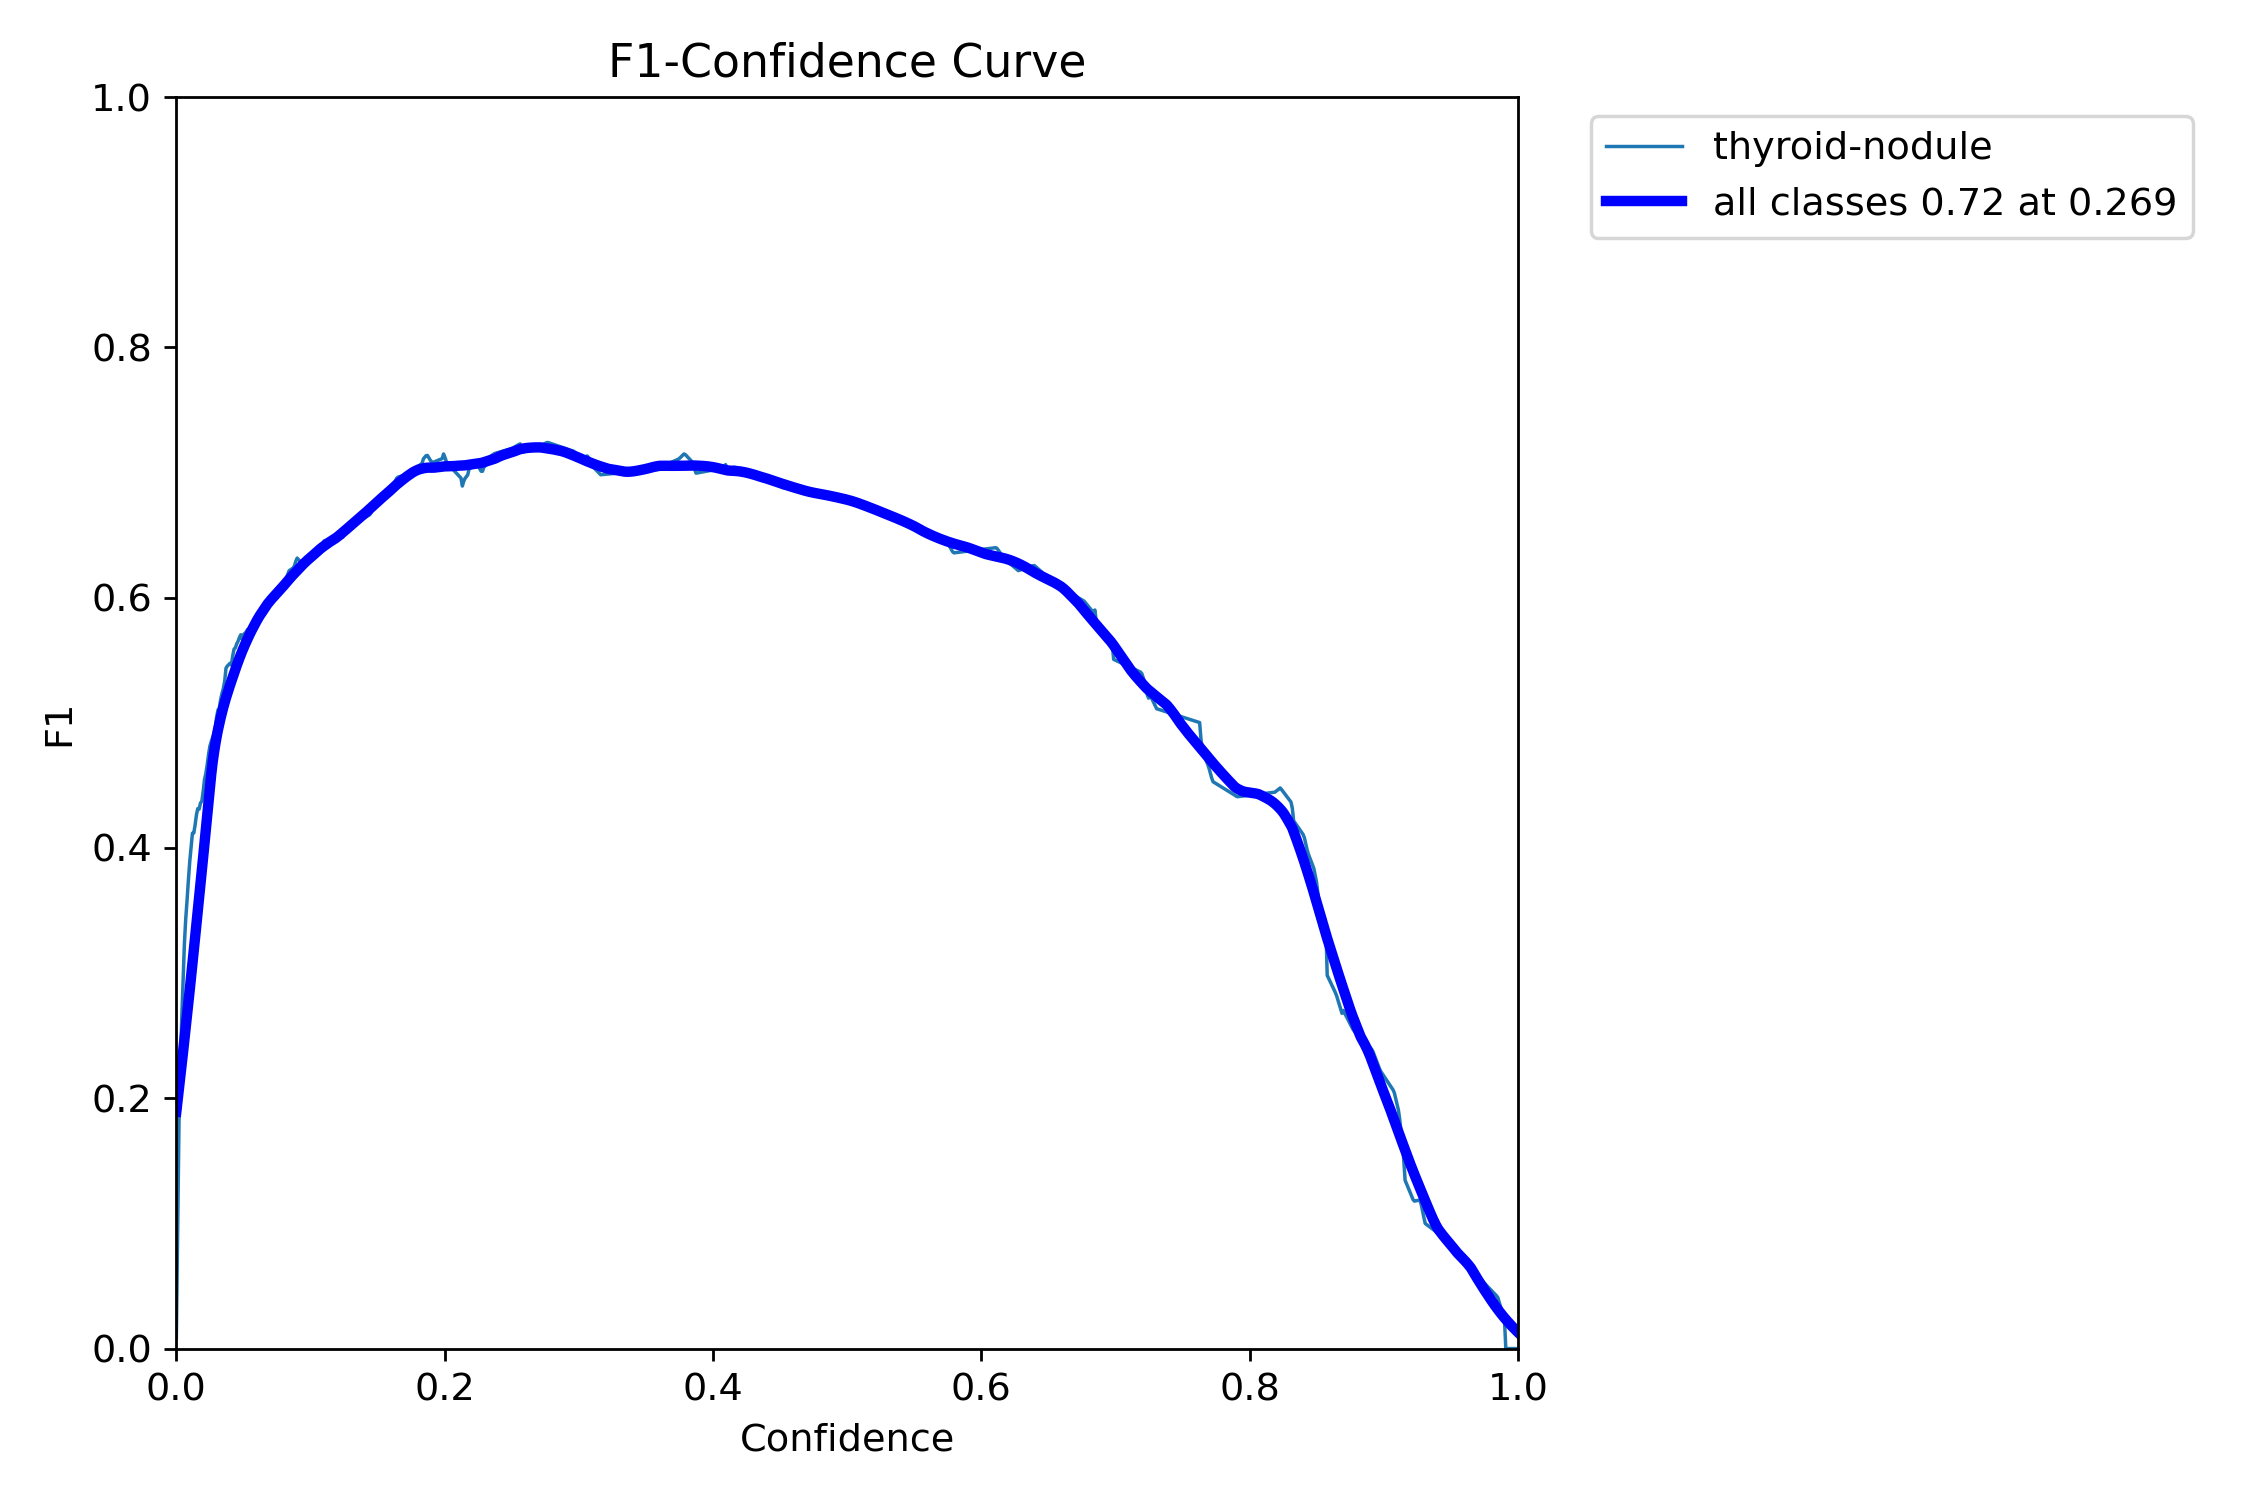 F1-Confidence Curve
thyroid-nodule
all classes 0.72 at 0.269
1.0
0.8
0.6
0.4
0.2
0.0
F1
0.0 0.2 0.4 0.6 0.8 1.0
Confidence